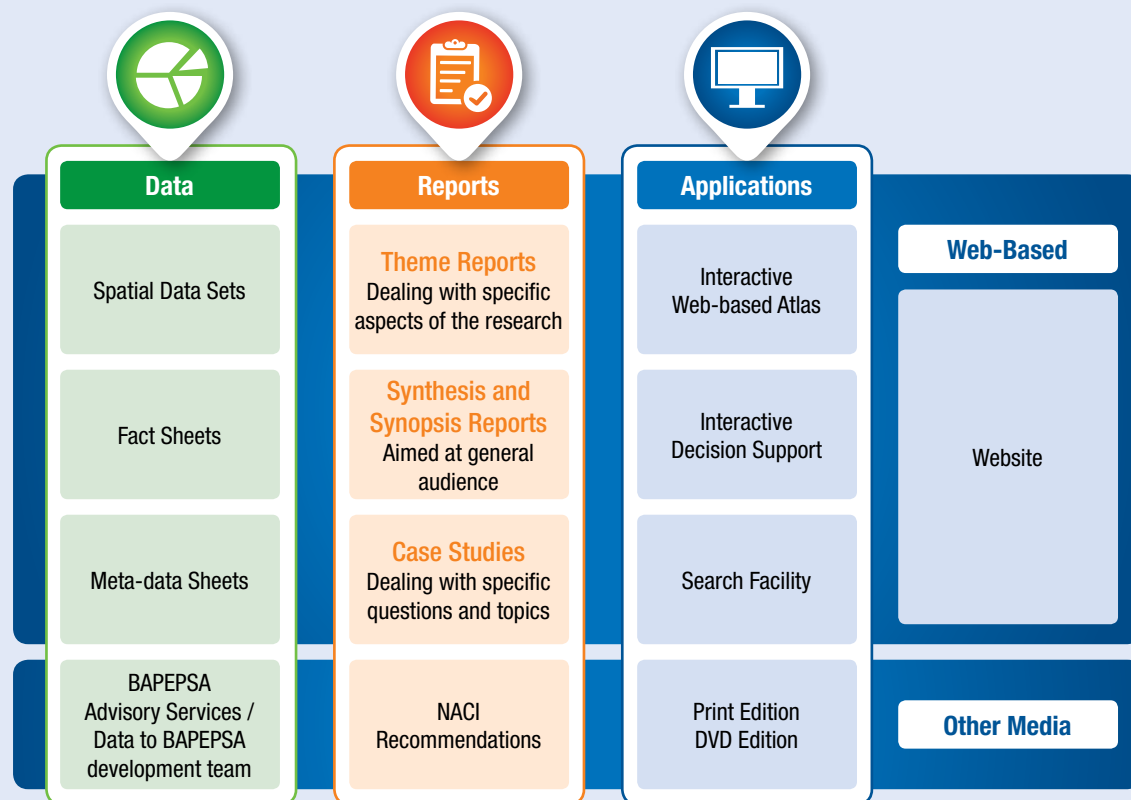 Data
Spatial Data Sets
Fact Sheets
Meta-data Sheets
BAPEPSA
Advisory Services /
Data to BAPEPSA
development team
Reports
Theme Reports
Dealing with specific
aspects of the research
Synthesis and
Synopsis Reports
Aimed at general
audience
Case Studies
Dealing with specific
questions and topics
NACI
Recommendations
Applications
Interactive
Web-based Atlas
Interactive
Decision Support
Search Facility
Print Edition
DVD Edition
Web-Based
Website
Other Media